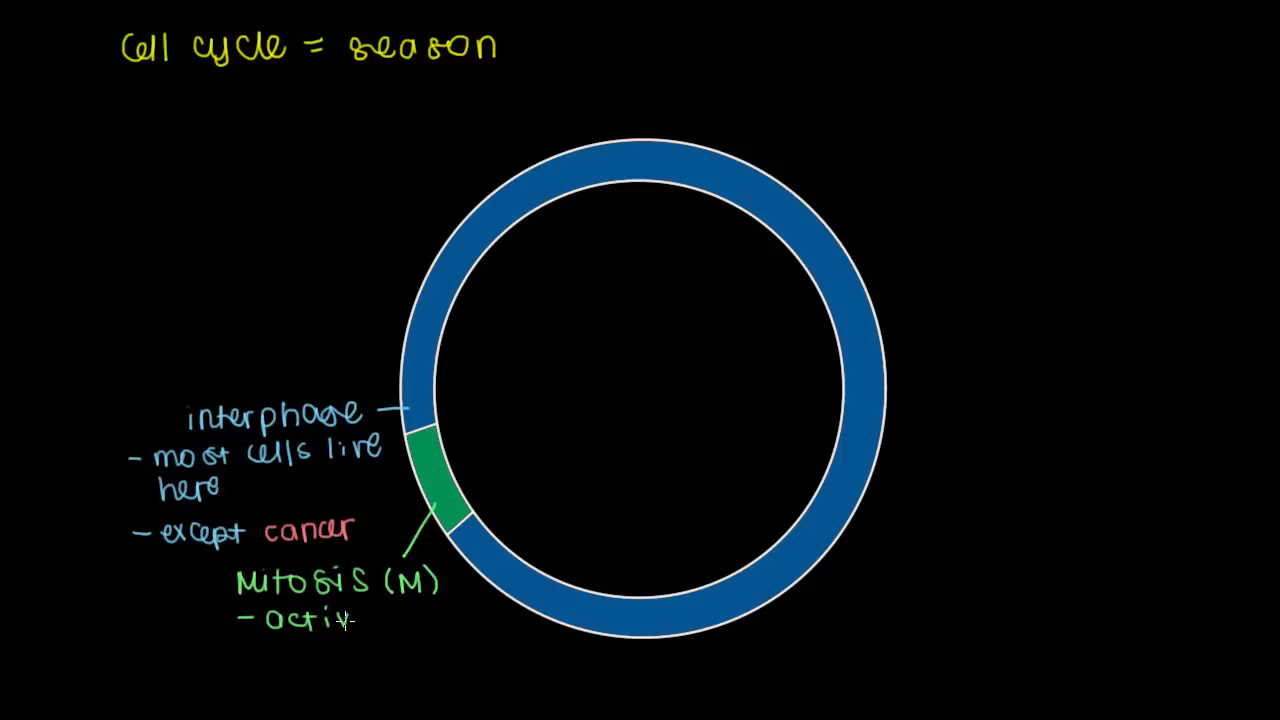 cell cycle = season
interphase
- most cells live
here
- except cancer
Mitosis (M)
- activ